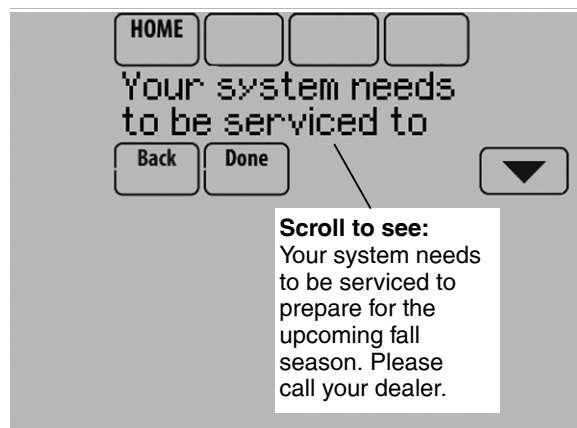 HOME
Your system needs
to be serviced to
Back Done
Scroll to see:
Your system needs
to be serviced to
prepare for the
upcoming fall
season. Please
call your dealer.